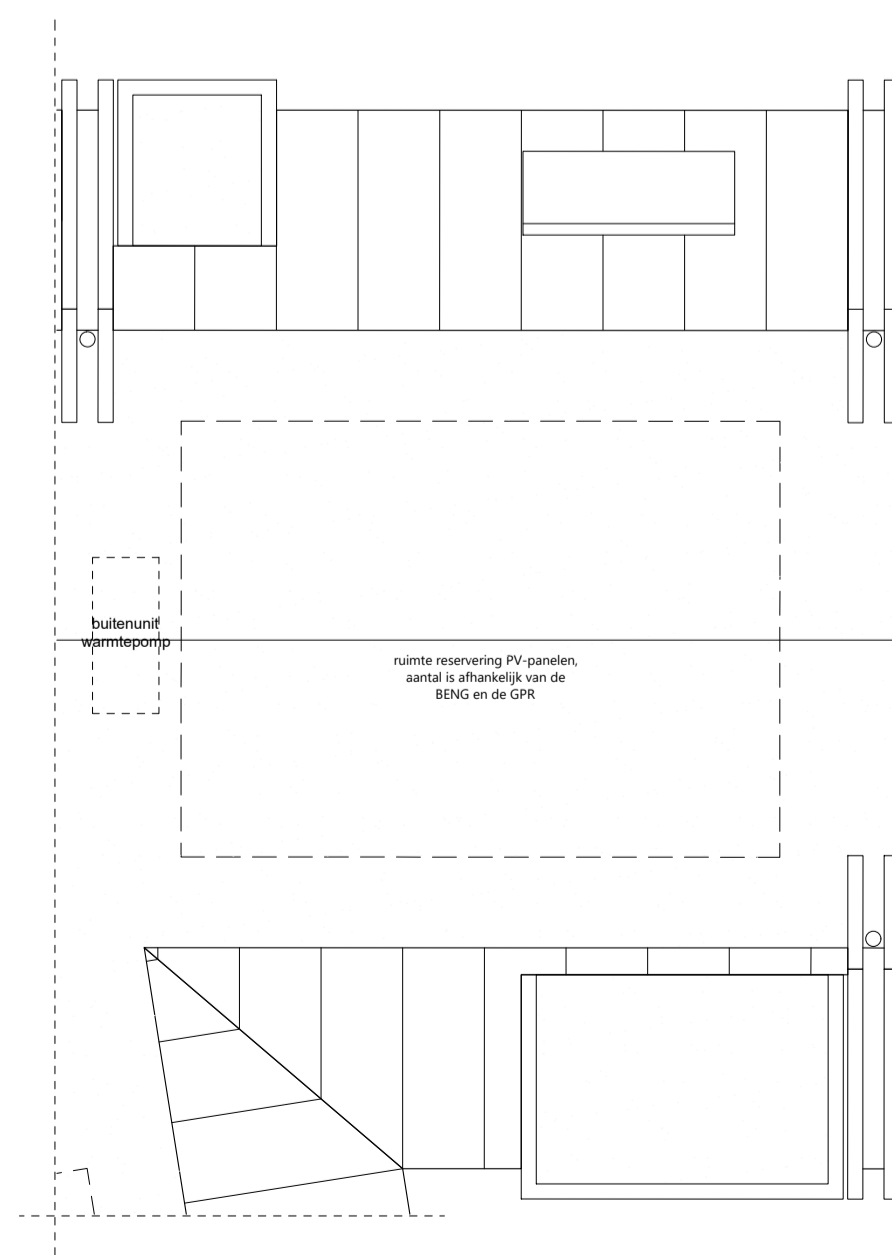 buitenunit
warmtepomp
ruimte reservering PV-panelen,
aantal is afhankelijk van de
BENG en de GPR